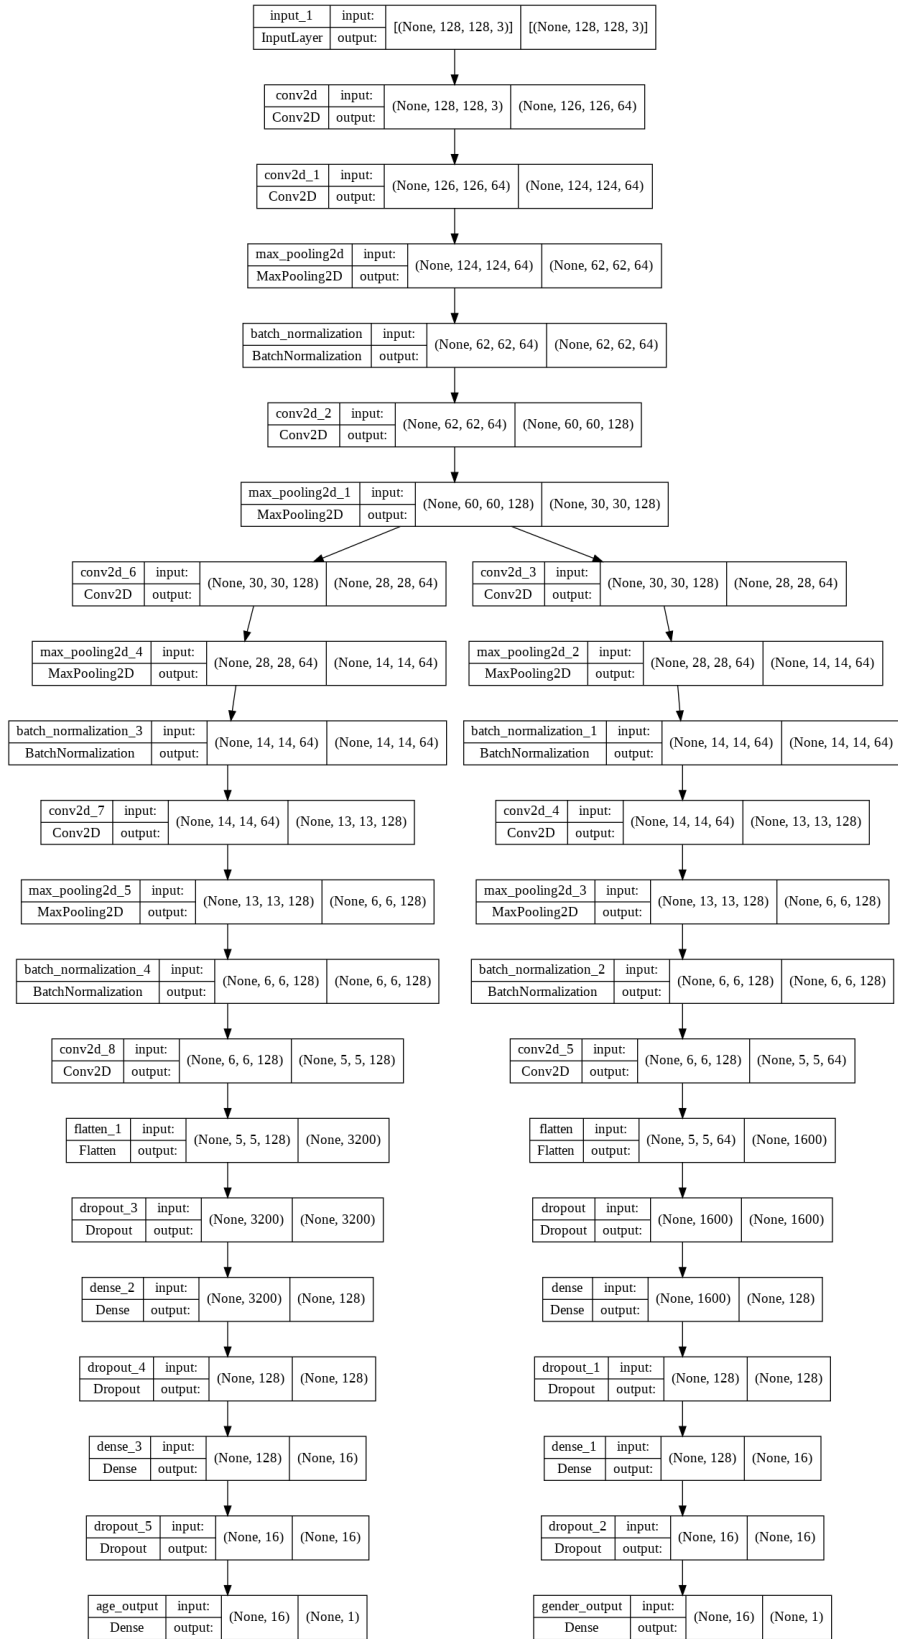 input_1 input: [(None, 128, 128, 3)] [(None, 128, 128, 3)]
InputLayer output:
conv2d input: (None, 128, 128, 3) (None, 126, 126, 64)
Conv2D output:
conv2d_1 input: (None, 126, 126, 64) (None, 124, 124, 64)
Conv2D output:
max_pooling2d input: (None, 124, 124, 64) (None, 62, 62, 64)
MaxPooling2D output:
batch_normalization input: (None, 62, 62, 64) (None, 62, 62, 64)
BatchNormalization output:
conv2d_2 input: (None, 62, 62, 64) (None, 60, 60, 128)
Conv2D output:
max_pooling2d_1 input: (None, 60, 60, 128) (None, 30, 30, 128)
MaxPooling2D output:
conv2d_6 input: (None, 30, 30, 128) (None, 28, 28, 64)
Conv2D output:
conv2d_3 input: (None, 30, 30, 128) (None, 28, 28, 64)
Conv2D output:
max_pooling2d_4 input: (None, 28, 28, 64) (None, 14, 14, 64)
MaxPooling2D output:
max_pooling2d_2 input: (None, 28, 28, 64) (None, 14, 14, 64)
MaxPooling2D output:
batch_normalization_3 input: (None, 14, 14, 64) (None, 14, 14, 64)
BatchNormalization output:
batch_normalization_1 input: (None, 14, 14, 64) (None, 14, 14, 64)
BatchNormalization output:
conv2d_7 input: (None, 14, 14, 64) (None, 13, 13, 128)
Conv2D output:
conv2d_4 input: (None, 14, 14, 64) (None, 13, 13, 128)
Conv2D output:
max_pooling2d_5 input: (None, 13, 13, 128) (None, 6, 6, 128)
MaxPooling2D output:
max_pooling2d_3 input: (None, 13, 13, 128) (None, 6, 6, 128)
MaxPooling2D output:
batch_normalization_4 input: (None, 6, 6, 128) (None, 6, 6, 128)
BatchNormalization output:
batch_normalization_2 input: (None, 6, 6, 128) (None, 6, 6, 128)
BatchNormalization output:
conv2d_8 input: (None, 6, 6, 128) (None, 5, 5, 128)
Conv2D output:
conv2d_5 input: (None, 6, 6, 128) (None, 5, 5, 64)
Conv2D output:
flatten_1 input: (None, 5, 5, 128) (None, 3200)
Flatten output:
flatten input: (None, 5, 5, 64) (None, 1600)
Flatten output:
dropout_3 input: (None, 3200) (None, 3200)
Dropout output:
dropout input: (None, 1600) (None, 1600)
Dropout output:
dense_2 input: (None, 3200) (None, 128)
Dense output:
dense input: (None, 1600) (None, 128)
Dense output:
dropout_4 input: (None, 128) (None, 128)
Dropout output:
dropout_1 input: (None, 128) (None, 128)
Dropout output:
dense_3 input: (None, 128) (None, 16)
Dense output:
dense_1 input: (None, 128) (None, 16)
Dense output:
dropout_5 input: (None, 16) (None, 16)
Dropout output:
dropout_2 input: (None, 16) (None, 16)
Dropout output:
age_output input: (None, 16) (None, 1)
Dense output:
gender_output input: (None, 16) (None, 1)
Dense output: